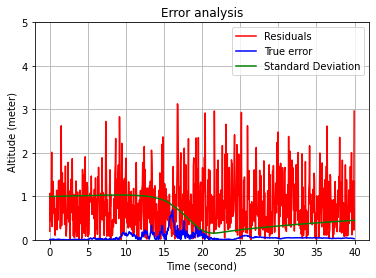 Error analysis
Residuals
True error
Standard Deviation
Altitude (meter)
5
4
3
2
1
0
0 5 10 15 20 25 30 35 40
Time (second)